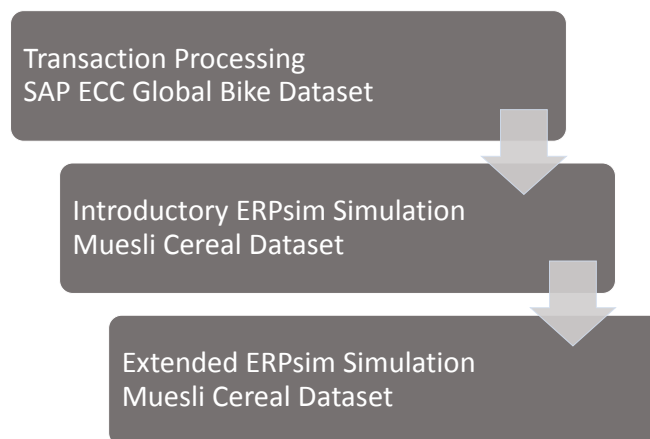 Transaction Processing
SAP ECC Global Bike Dataset
Introductory ERPsim Simulation
Muesli Cereal Dataset
Extended ERPsim Simulation
Muesli Cereal Dataset